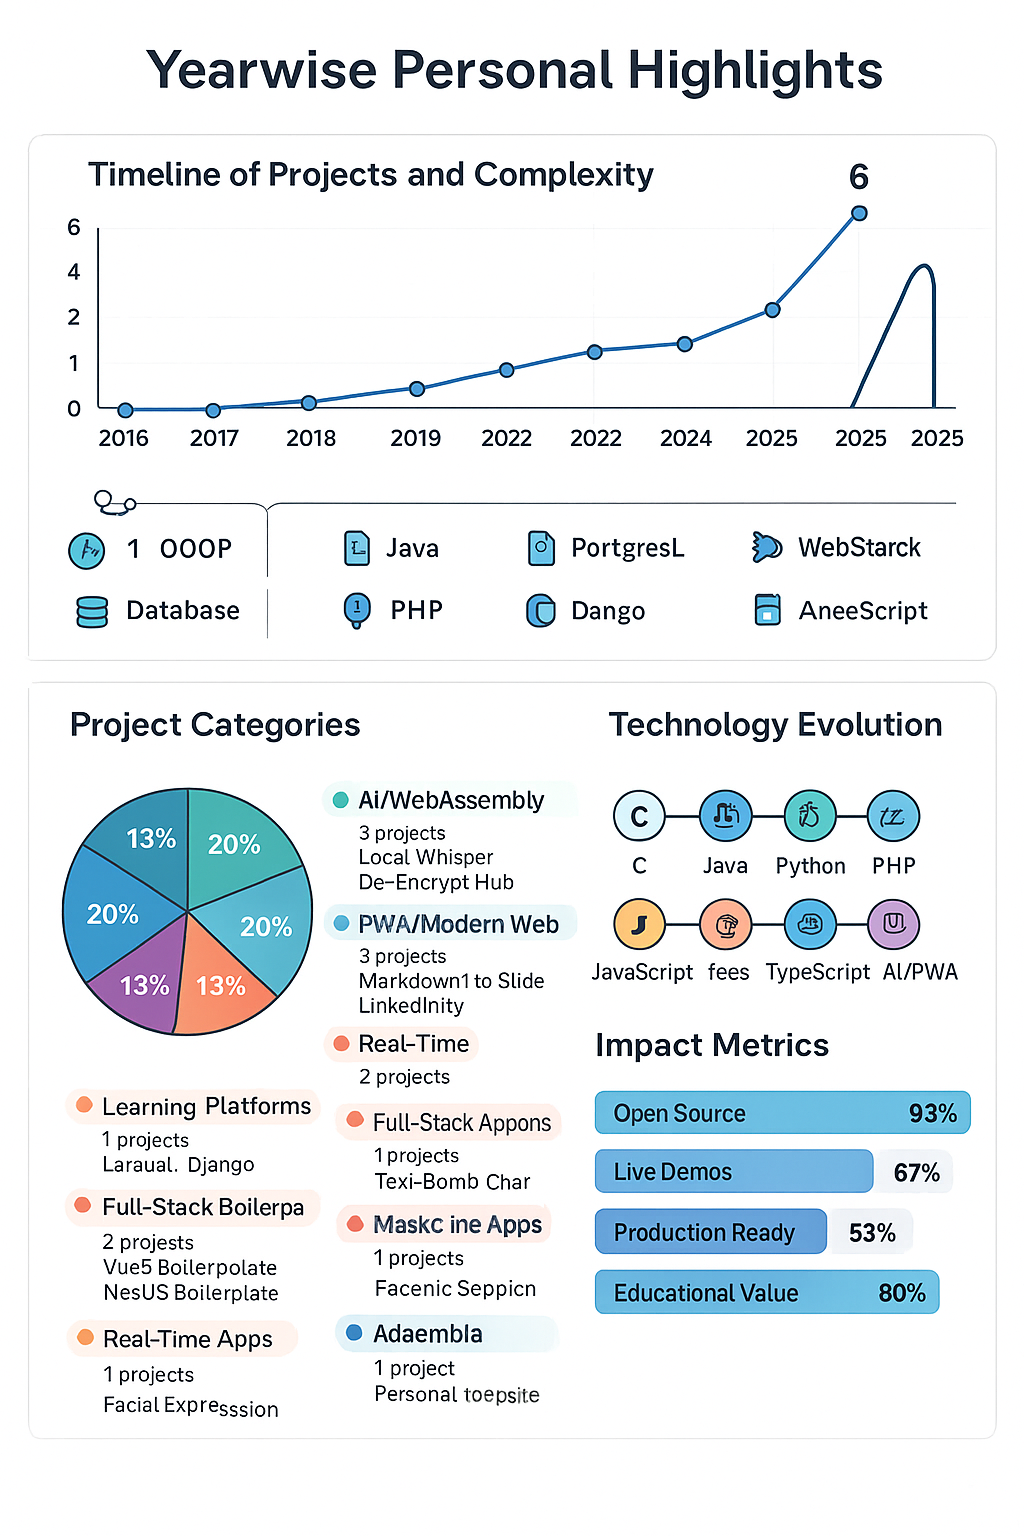 Yearwise Personal Highlights
Timeline of Projects and Complexity
6
6
4
2
1
0
2016 2017 2018 2019 2022 2022 2024 2025 2025 2025
1 OOOP
Java
PortgresL
WebStarck
Database
PHP
Dango
AneeScript
Project Categories
13% 20%
20% 20%
13% 13%
Ai/WebAssembly
3 projects
Local Whisper
De-Encrypt Hub
PWA/Modern Web
3 projects
Markdown1 to Slide
LinkedInity
Real-Time
2 projects
Learning Platforms
1 projects
Laraual. Django
Full-Stack Boilerpa
2 projests
Vue5 Boilerpolate
NesUS Boilerplate
Real-Time Apps
1 projects
Facial Expresssion
Full-Stack Appons
1 projects
Texi-Bomb Char
Maskc ine Apps
1 projects
Facenic Seppicn
Adaembla
1 project
Personal toepsite
Technology Evolution
C
C Java Python PHP
J
JavaScript fees TypeScript Al/PWA
Impact Metrics
Open Source 93%
Live Demos 67%
Production Ready 53%
Educational Value 80%